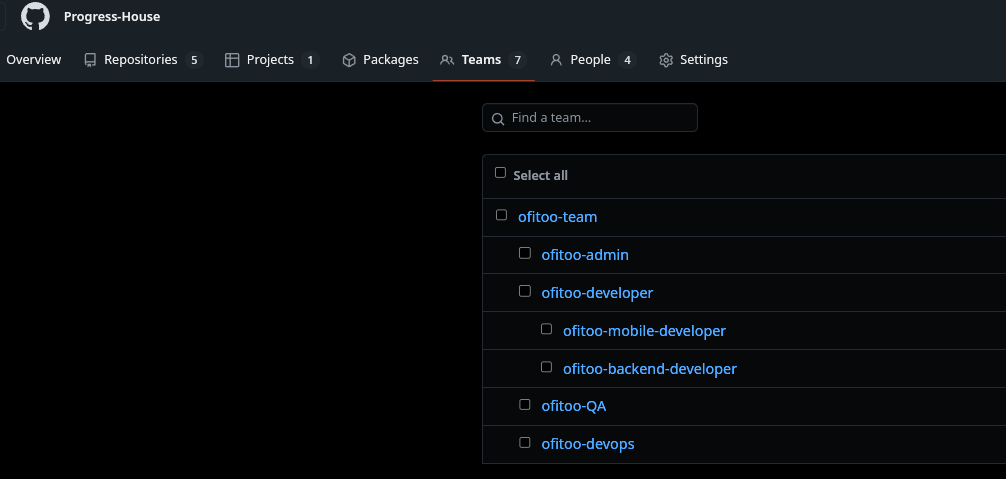 Progress-House
Overview Repositories 5 Projects 1 Packages Teams 7 People 4 Settings
Find a team...
Select all
ofitoo-team
ofitoo-admin
ofitoo-developer
ofitoo-mobile-developer
ofitoo-backend-developer
ofitoo-QA
ofitoo-devops